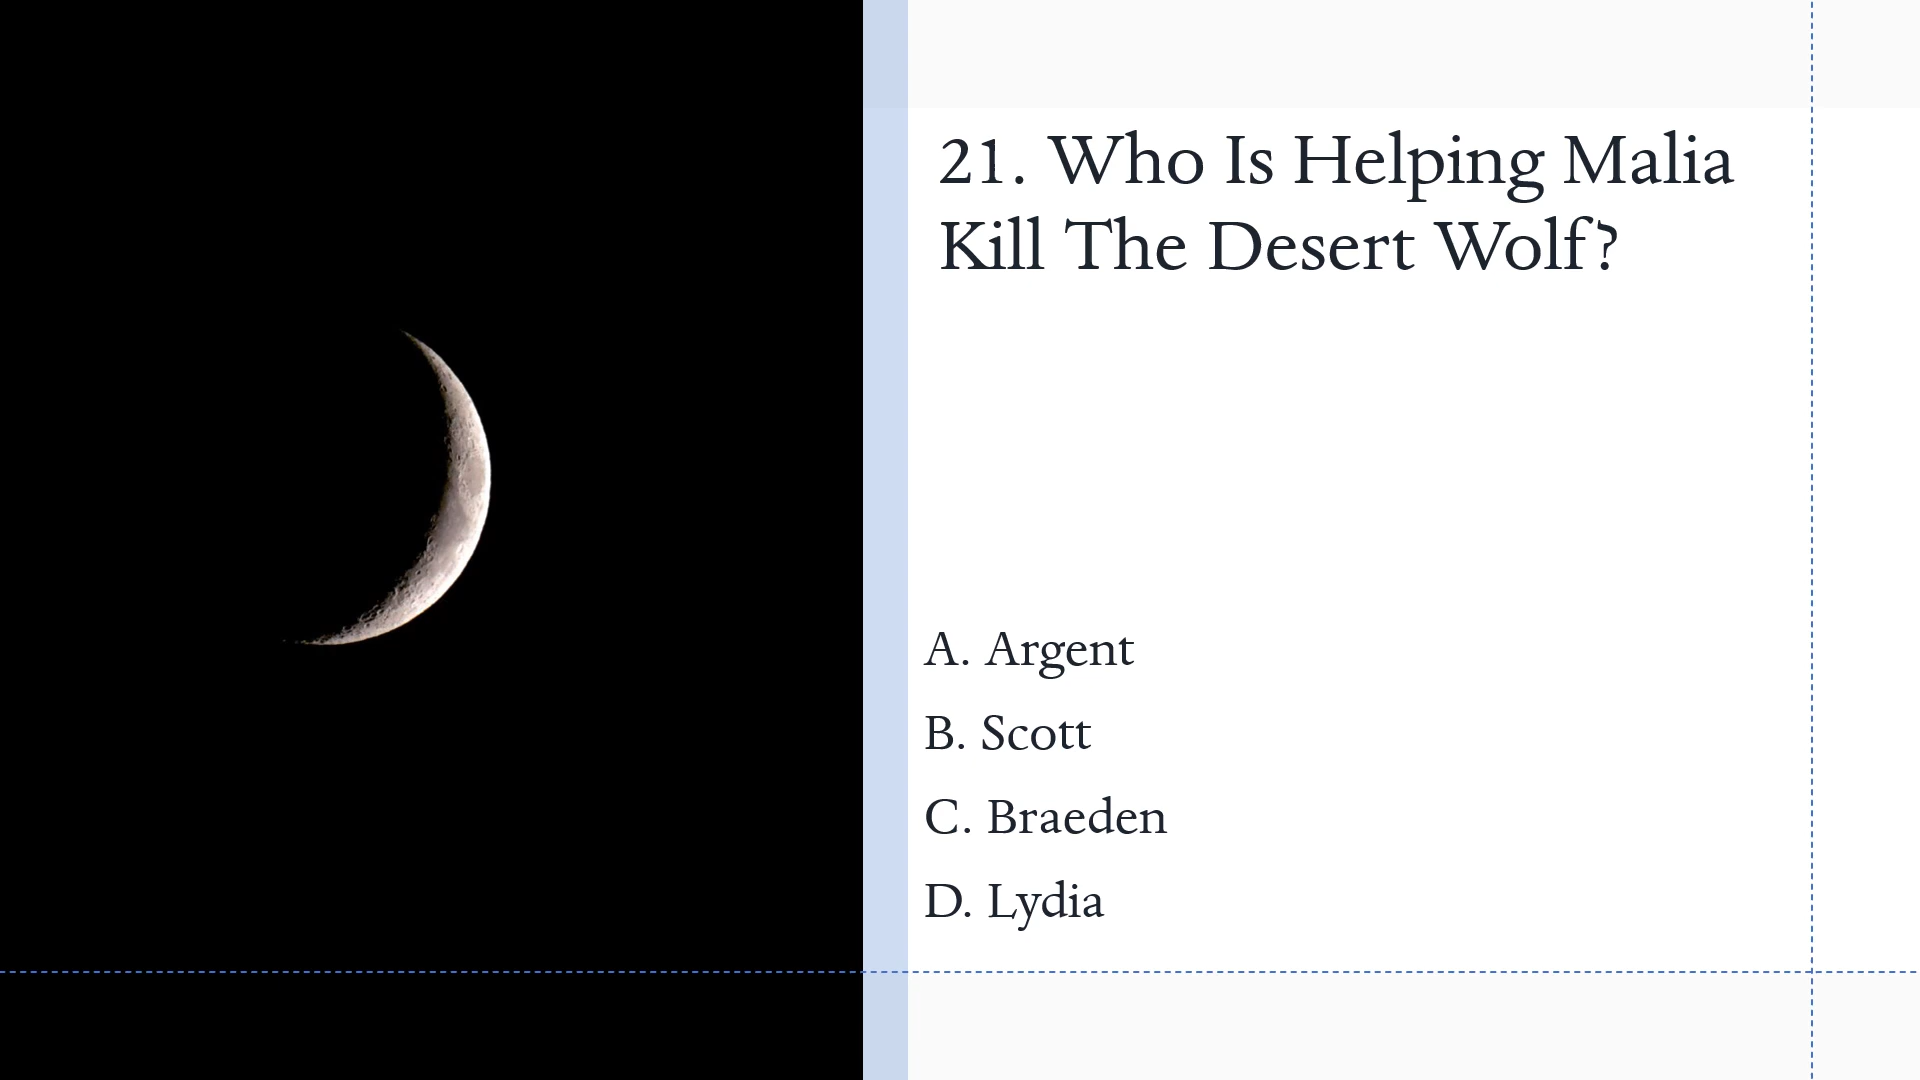 21. Who Is Helping Malia
Kill The Desert Wolf?
A. Argent
B. Scott
C. Braeden
D. Lydia